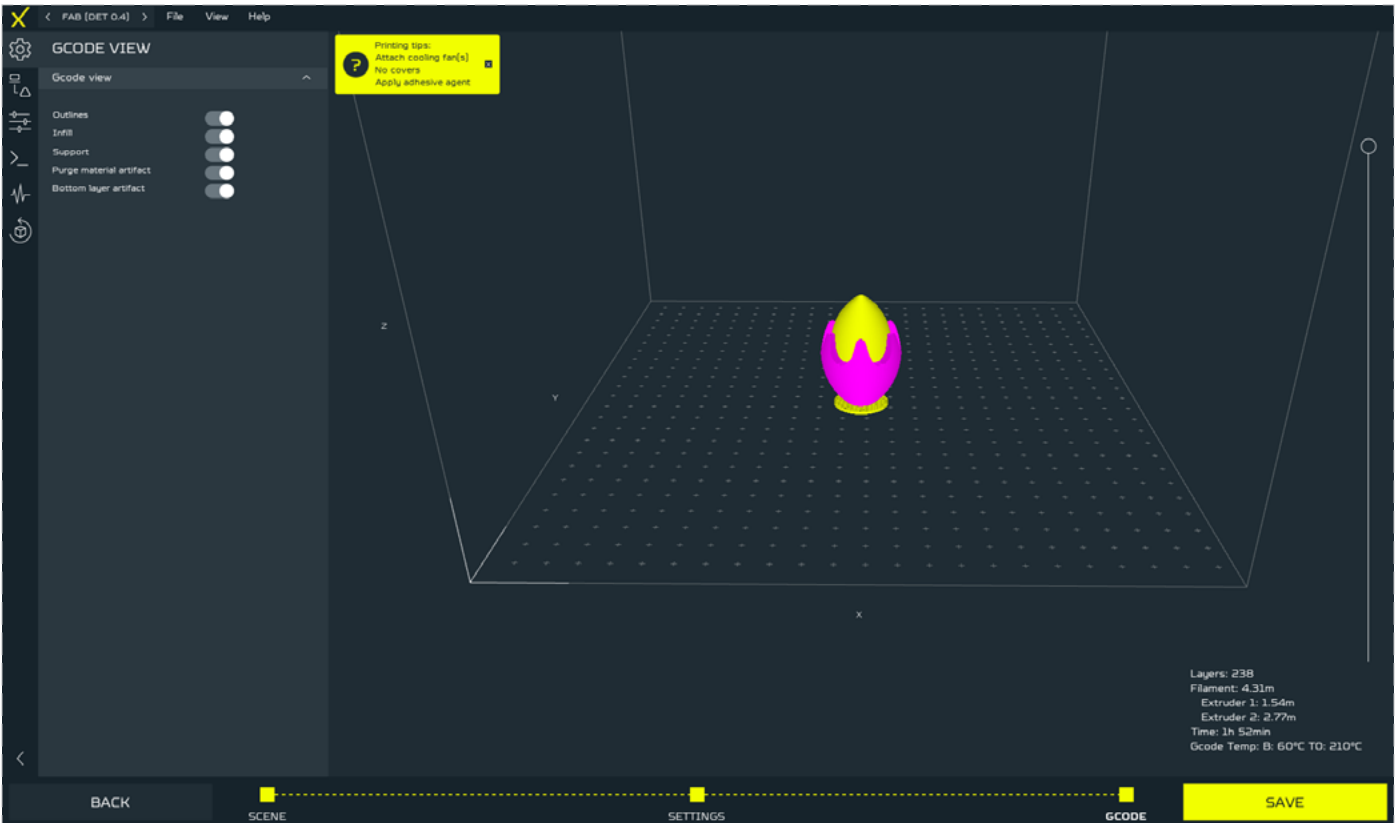 FAB (DET 0.4) File View Help
GCODE VIEW
Gcode view
Outlines
Infill
Support
Purge material artifact
Bottom layer artifact
Printing tips:
Attach cooling fan(s)
No covers
Apply adhesive agent
?
x
Z
Y
X
Layers: 238
Filament: 4.31m
Extruder 1: 1.54m
Extruder 2: 2.77m
Time: 1h 52min
Gcode Temp: B: 60°C T0: 210°C
BACK
SCENE
SETTINGS
GCODE
SAVE